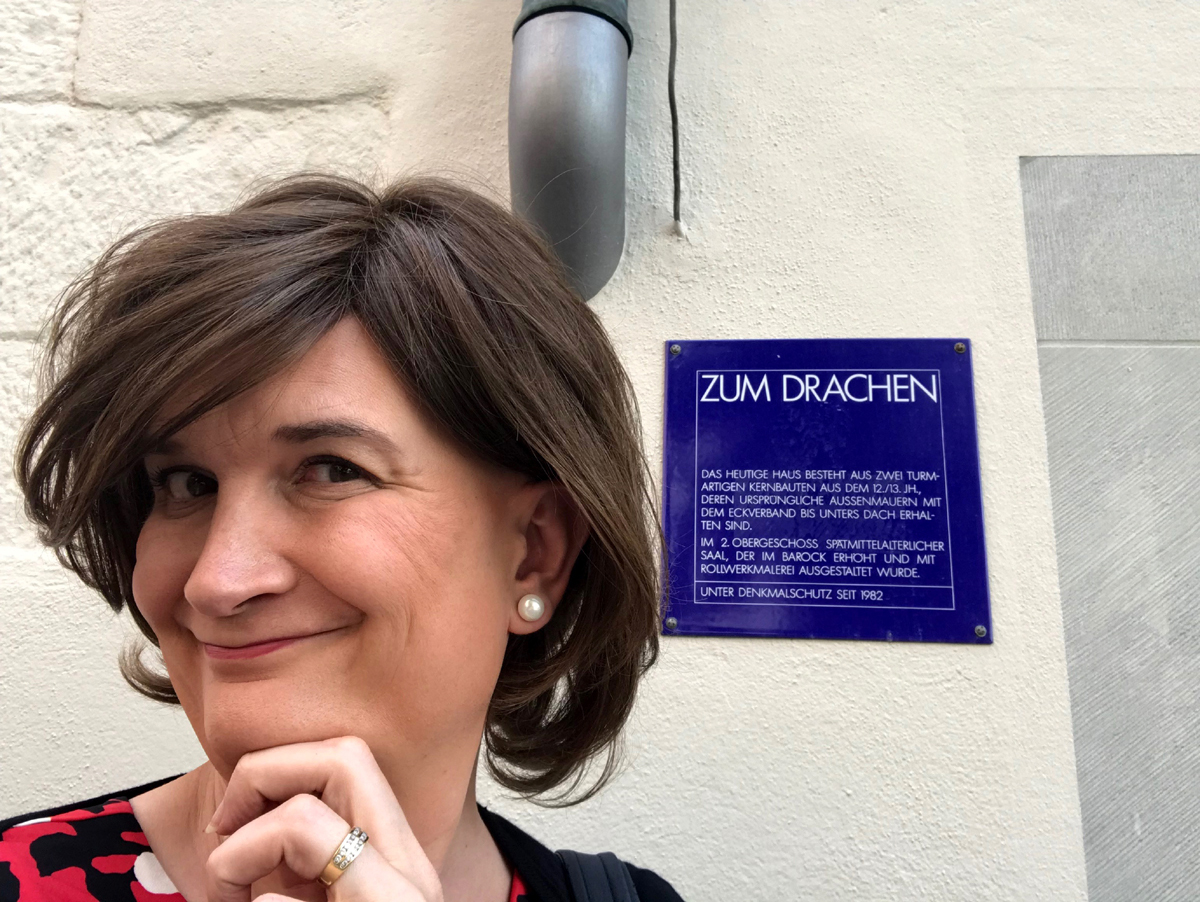 ZUM DRACHEN
DAS HEUTIGE HAUS BESTEHT AUS ZWEI TURM-
ARTIGEN KERNBAUTEN AUS DEM 12./13. JH.,
DEREN URSPRÜNGLICHE AUSSENMAUERN MIT
DEM ECKVERBAND BIS UNTERS DACH ERHAL-
TEN SIND.
IM 2. OBERGESCHOSS SPÄTMITTELALTERLICHER
SAAL, DER IM BAROCK ERHÖHT UND MIT
ROLLWERKMALEREI AUSGESTALTET WURDE.
UNTER DENKMALSCHUTZ SEIT 1982